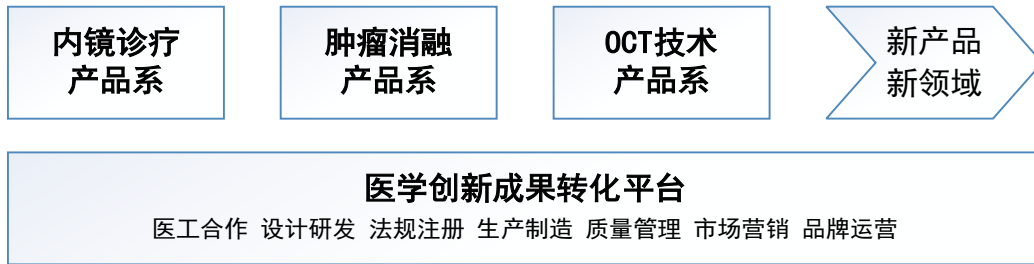 内镜诊疗
产品系
肿瘤消融
产品系
OCT技术
产品系
新产品
新领域
医学创新成果转化平台
医工合作 设计研发 法规注册 生产制造 质量管理 市场营销 品牌运营